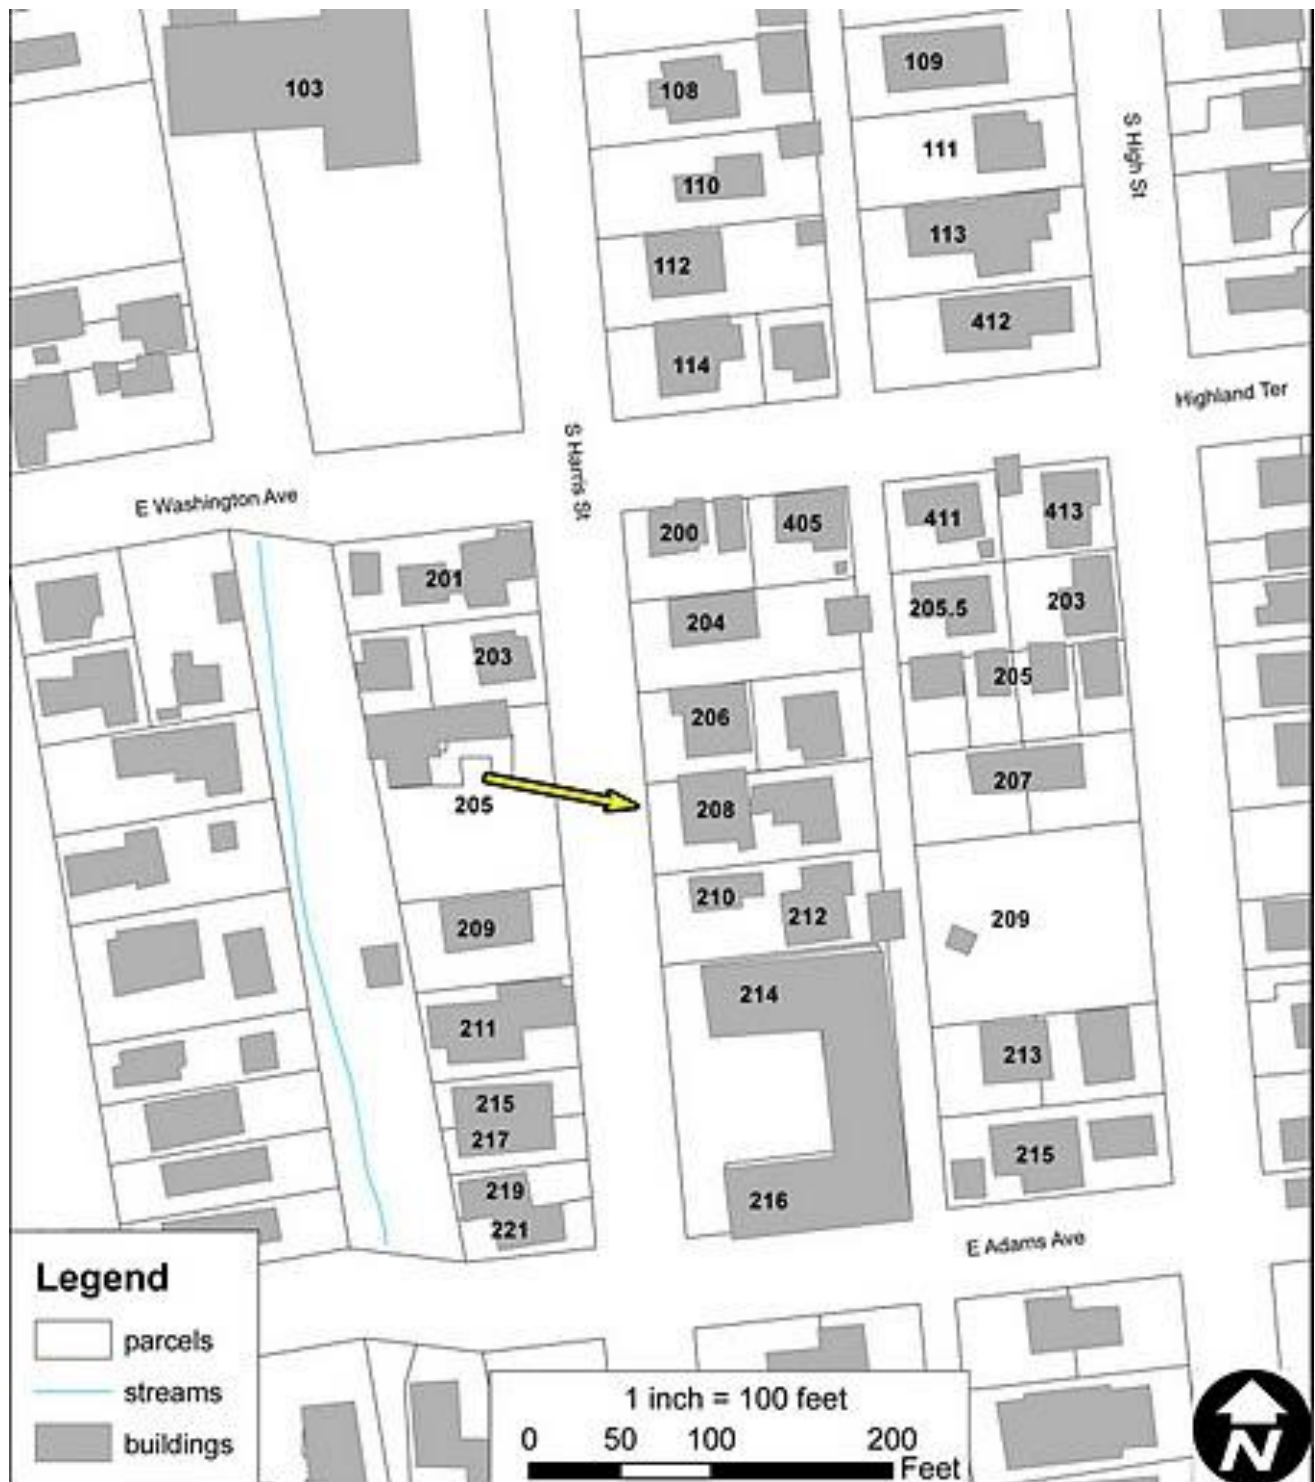 103
108
109
S High St
111
110
113
112
412
114
Highland Ter
S Harris St
E Washington Ave
200
405
411
413
201
204
205.5
203
203
205
206
207
205
208
210
212
209
209
214
211
213
215
217
215
219
216
221
E Adams Ave
Legend
parcels
streams
buildings
1 inch = 100 feet
0 50 100 200
Feet
N